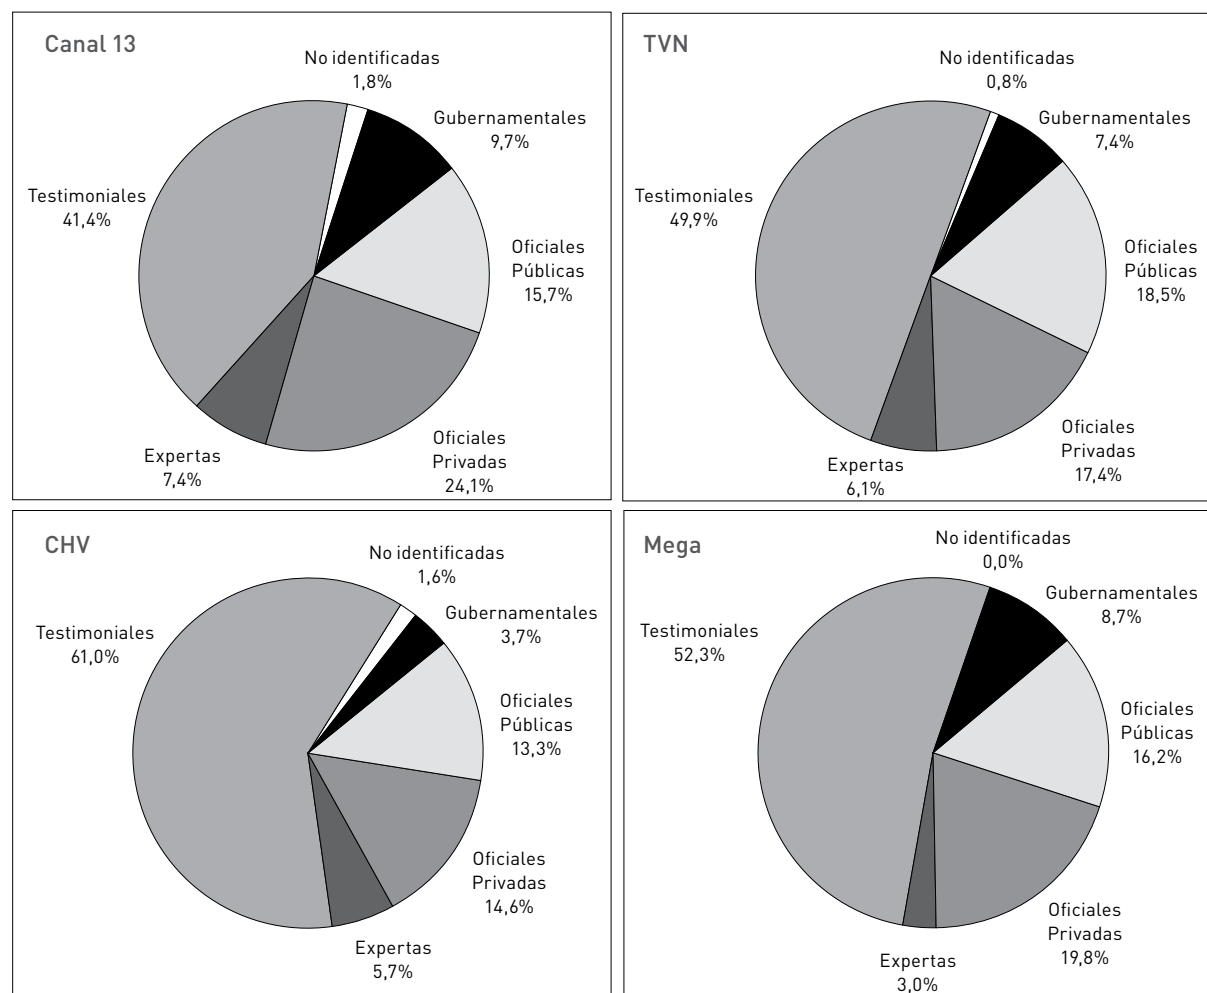 Canal 13
No identificadas
1,8%
Gubernamentales
9,7%
Testimoniales
41,4%
Oficiales
Públicas
15,7%
Oficiales
Privadas
24,1%
Expertas
7,4%
TVN
No identificadas
0,8%
Gubernamentales
7,4%
Testimoniales
49,9%
Oficiales
Públicas
18,5%
Oficiales
Privadas
17,4%
Expertas
6,1%
CHV
No identificadas
1,6%
Gubernamentales
3,7%
Testimoniales
61,0%
Oficiales
Públicas
13,3%
Oficiales
Privadas
14,6%
Expertas
5,7%
Mega
No identificadas
0,0%
Gubernamentales
8,7%
Testimoniales
52,3%
Oficiales
Públicas
16,2%
Oficiales
Privadas
19,8%
Expertas
3,0%